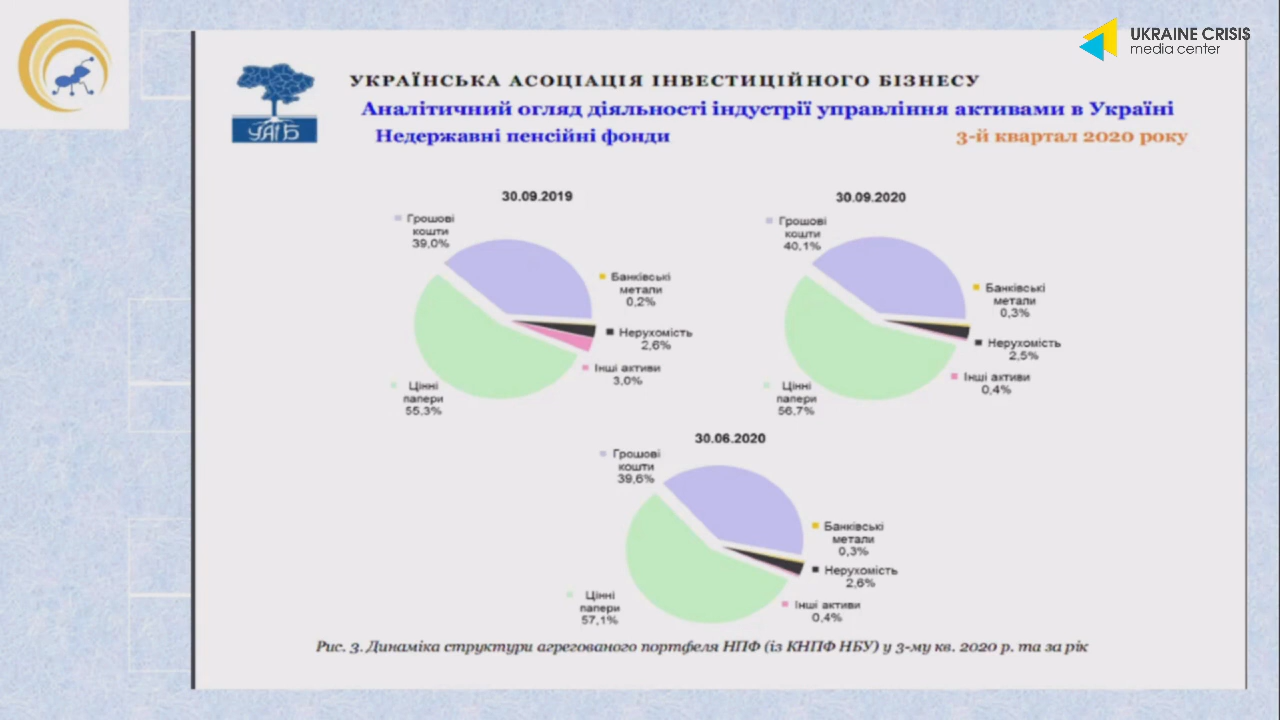 UKRAINE CRISIS
media center
УКРАЇНСЬКА АСОЦІАЦІЯ ІНВЕСТИЦІЙНОГО БІЗНЕСУ
Аналітичний огляд діяльності індустрії управління активами в Україні
УАІБ
Недержавні пенсійні фонди
3-й квартал 2020 року
30.09.2019
Грошові
кошти
39,0%
Банківські
метали
0,2%
Нерухомість
2,6%
Інші активи
3,0%
Цінні
папери
55,3%
30.09.2020
Грошові
кошти
40,1%
Банківські
метали
0,3%
Нерухомість
2,5%
Інші активи
0,4%
Цінні
папери
56,7%
30.06.2020
Грошові
кошти
39,6%
Банківські
метали
0,3%
Нерухомість
2,6%
Інші активи
0,4%
Цінні
папери
57,1%
Рис. 3. Динаміка структури агрегованого портфеля НПФ (із КНПФ НБУ) у 3-му кв. 2020 р. та за рік